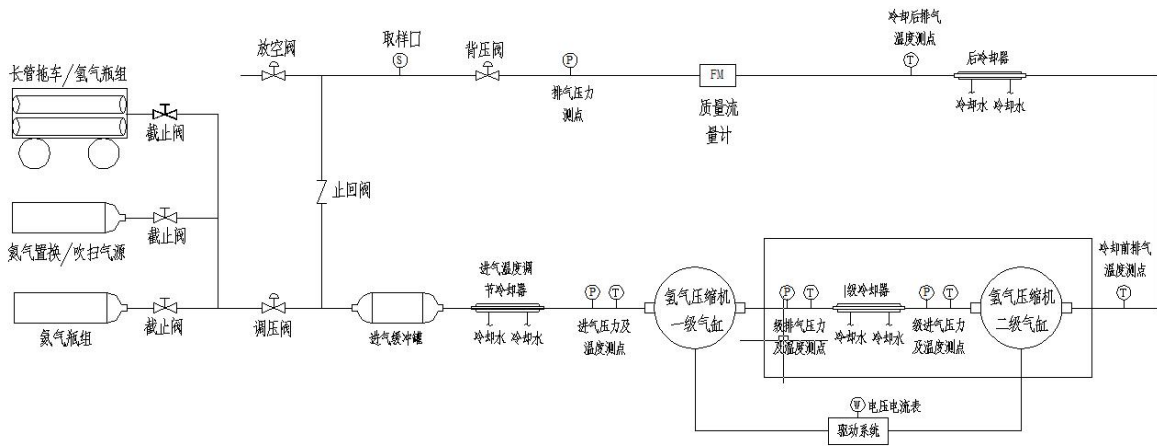 冷却后排气
温度测点
T
放空阀
取样口
S
背压阀
P
排气压力
测点
FM
质量流
量计
后冷却器
冷却水 冷却水
长管拖车/氢气瓶组
截止阀
氮气置换/吹扫气源
截止阀
止回阀
氦气瓶组
截止阀
调压阀
进气缓冲罐
进气温度调
节冷却器
冷却水 冷却水
P T
进气压力及
温度测点
氢气压缩机
一级气缸
P T
级排气压力
及温度测点
级冷却器
冷却水 冷却水
P T
级进气压力
及温度测点
氢气压缩机
二级气缸
冷却前排气
温度测点
T
W 电压电流表
驱动系统